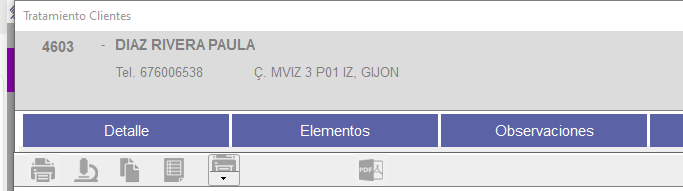 Tratamiento Clientes
4603 - DIAZ RIVERA PAULA
Tel. 676006538 Ç. MVIZ 3 P01 IZ, GIJON
Detalle Elementos Observaciones
PDF